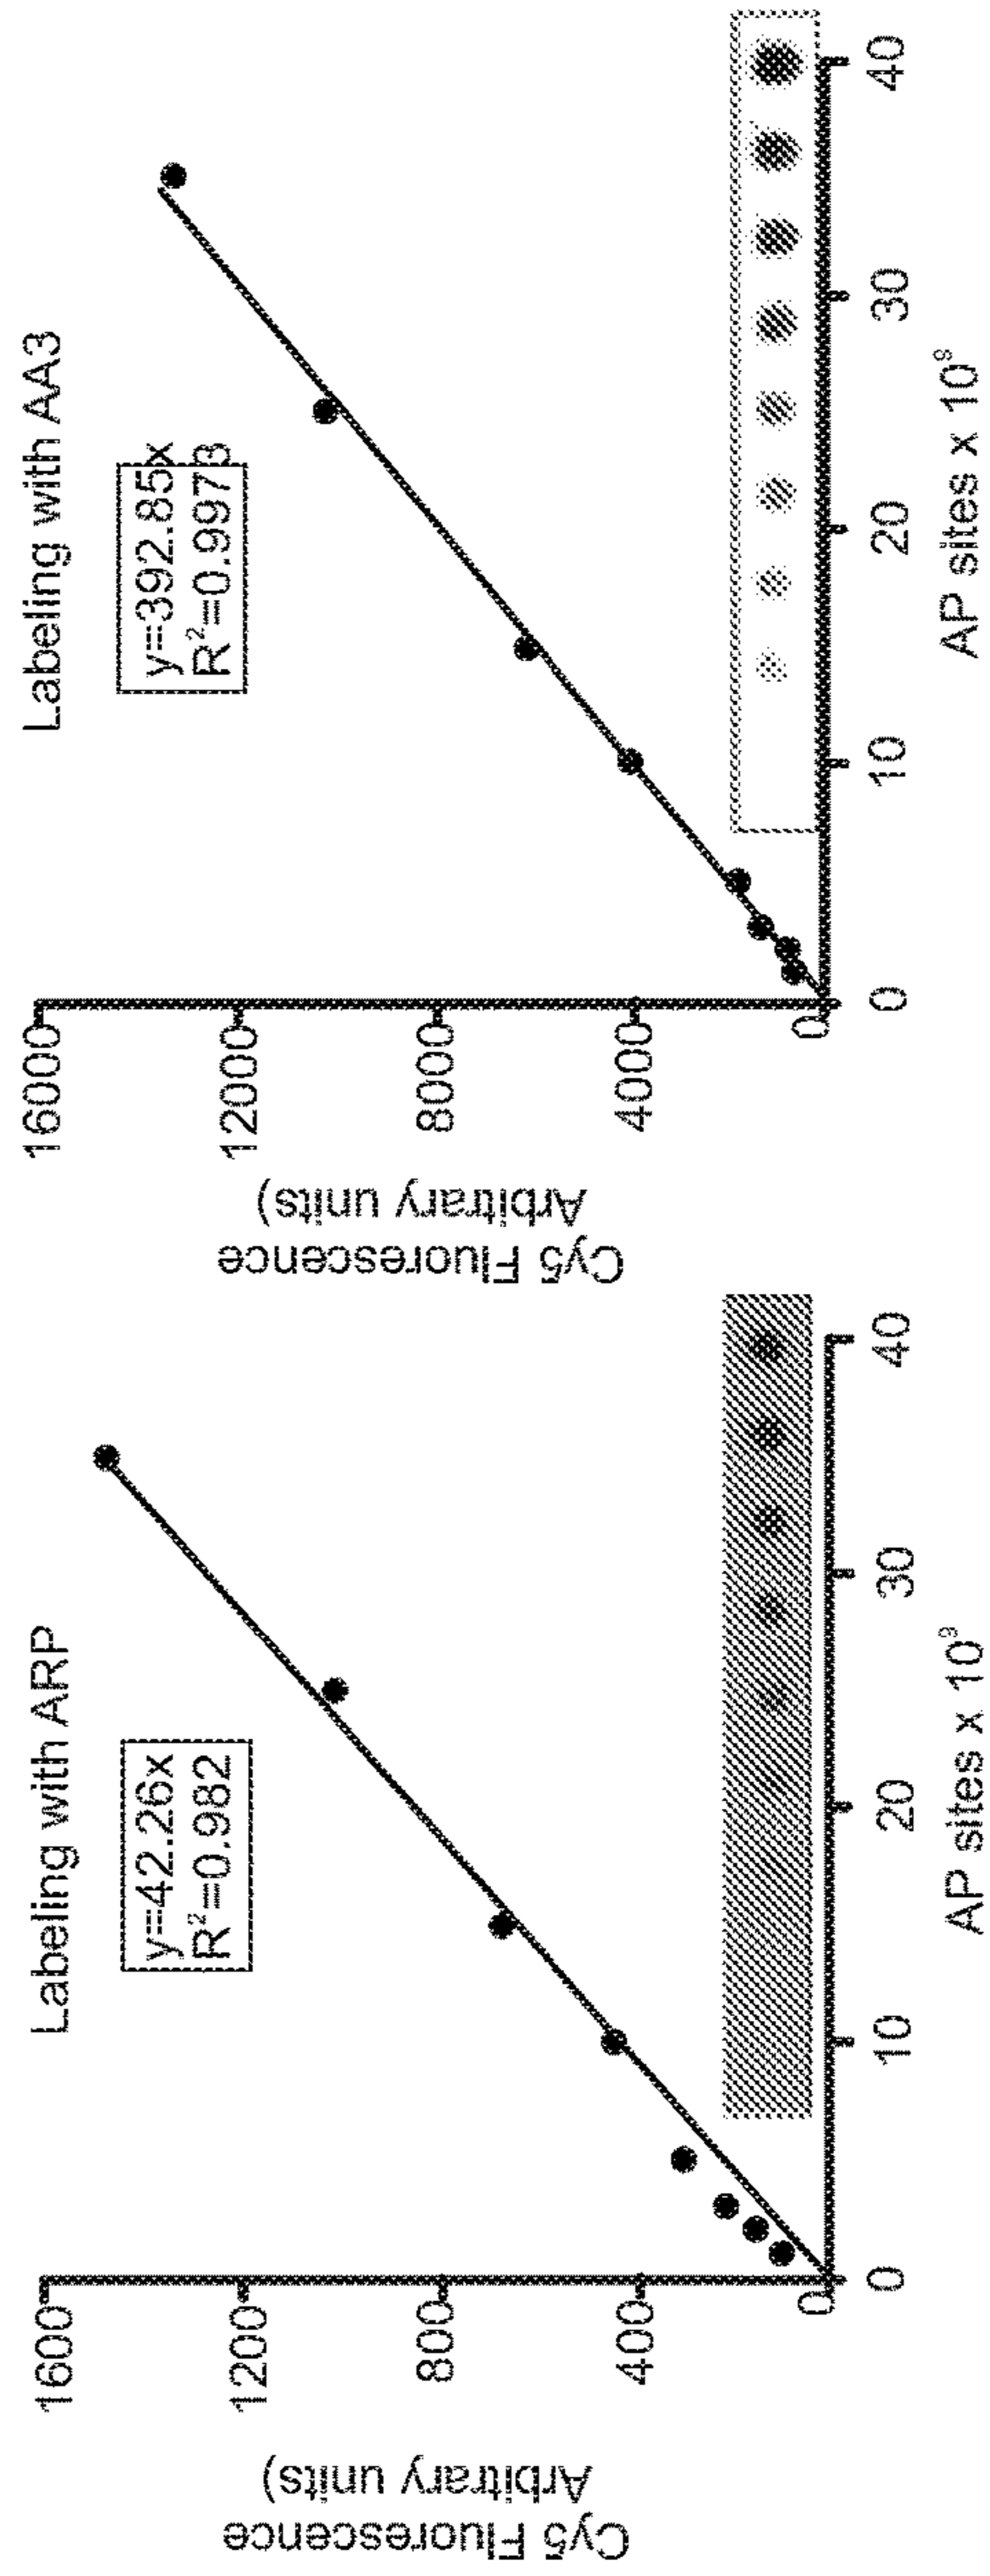 Labeling with ARP
y=42.26x
R²=0.982
Cy5 Fluorescence
Arbitrary units)
1600
1200
800
400
0
0
10
20
30
40
AP sites x 10⁹
Labeling with AA3
y=392.85x
R²=0.9973
Cy5 Fluorescence
Arbitrary units)
16000
12000
8000
4000
0
0
10
20
30
40
AP sites x 10⁹